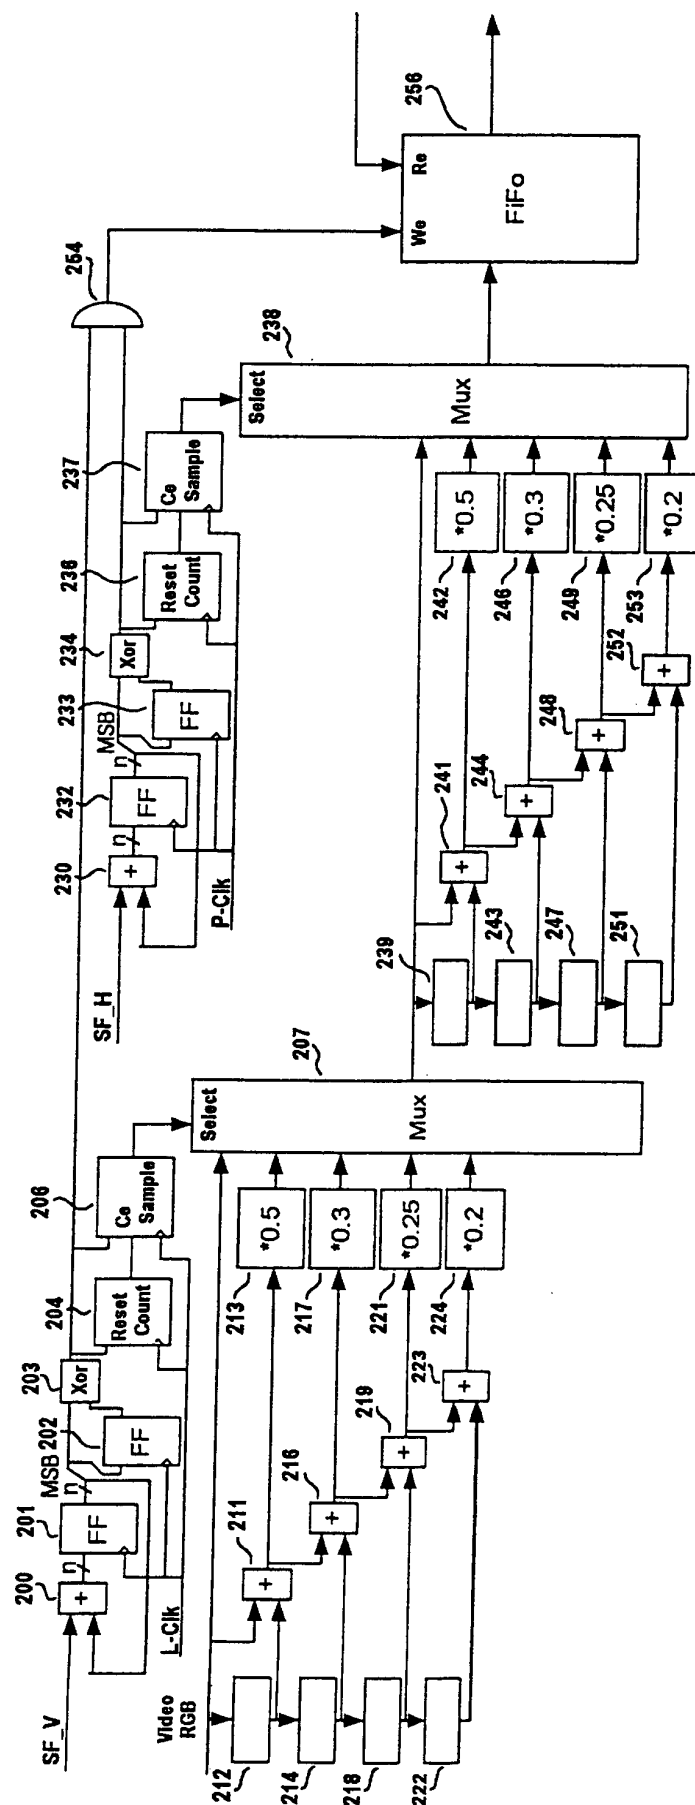 SF_V
200
+
n
201
FF
n
MSB
202
FF
203
Xor
204
Reset
Count
206
Ce
Sample
L-Clk
Video
RGB
212
214
218
222
211
+
216
+
219
+
223
+
213
*0.5
217
*0.3
221
*0.25
224
*0.2
207
Select
Mux
SF_H
230
+
n
232
FF
n
MSB
233
FF
234
Xor
236
Reset
Count
237
Ce
Sample
P-Clk
239
243
247
251
241
+
244
+
248
+
252
+
242
*0.5
246
*0.3
249
*0.25
253
*0.2
238
Select
Mux
254
256
We
Re
FiFo